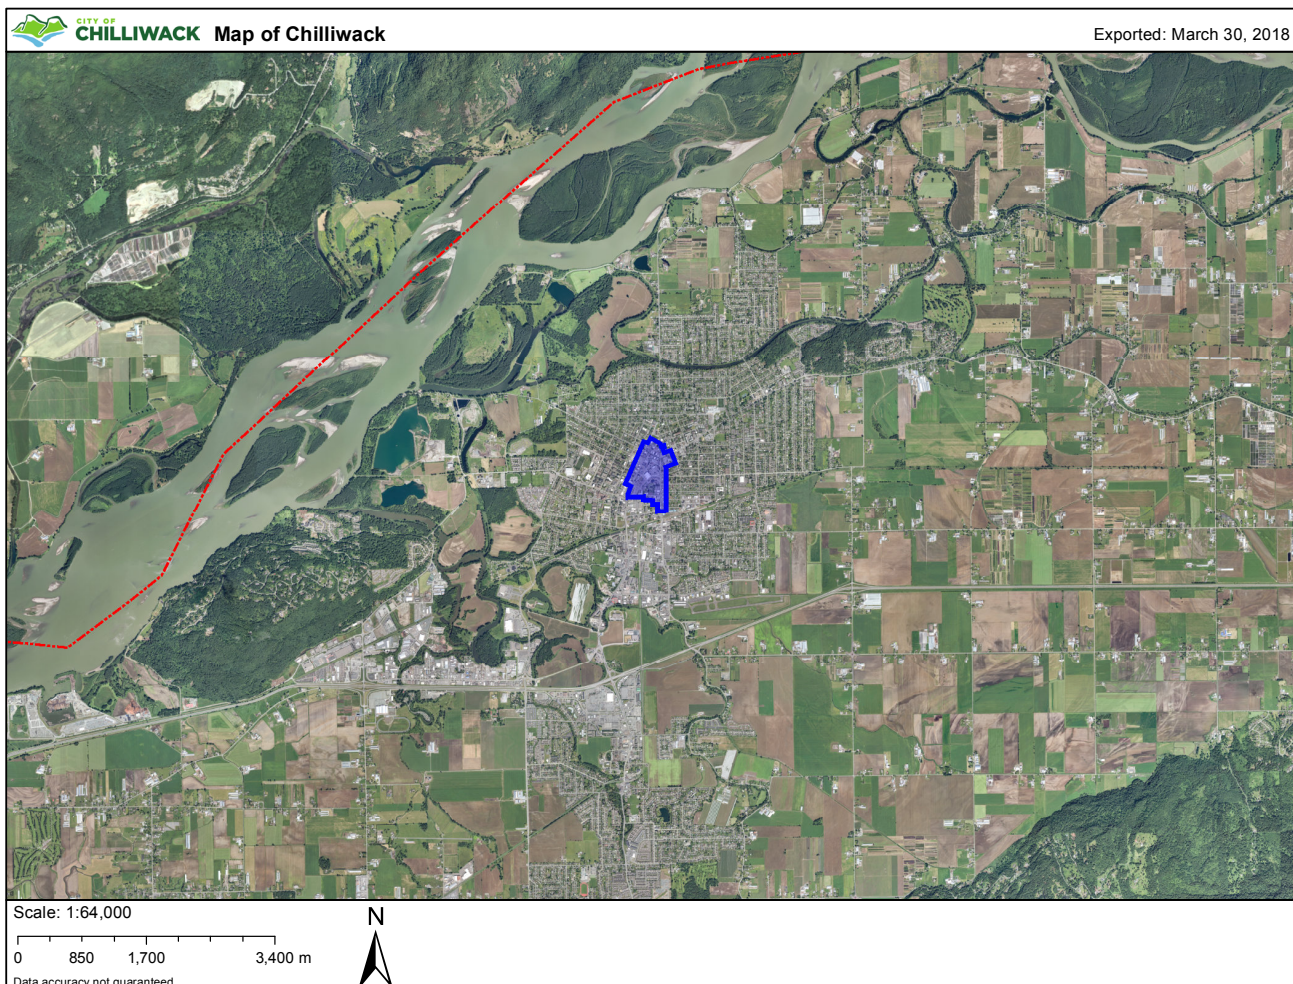 CITY OF
CHILLIWACK Map of Chilliwack
Exported: March 30, 2018
Scale: 1:64,000
N
0 850 1,700 3,400 m
Data accuracy not guaranteed